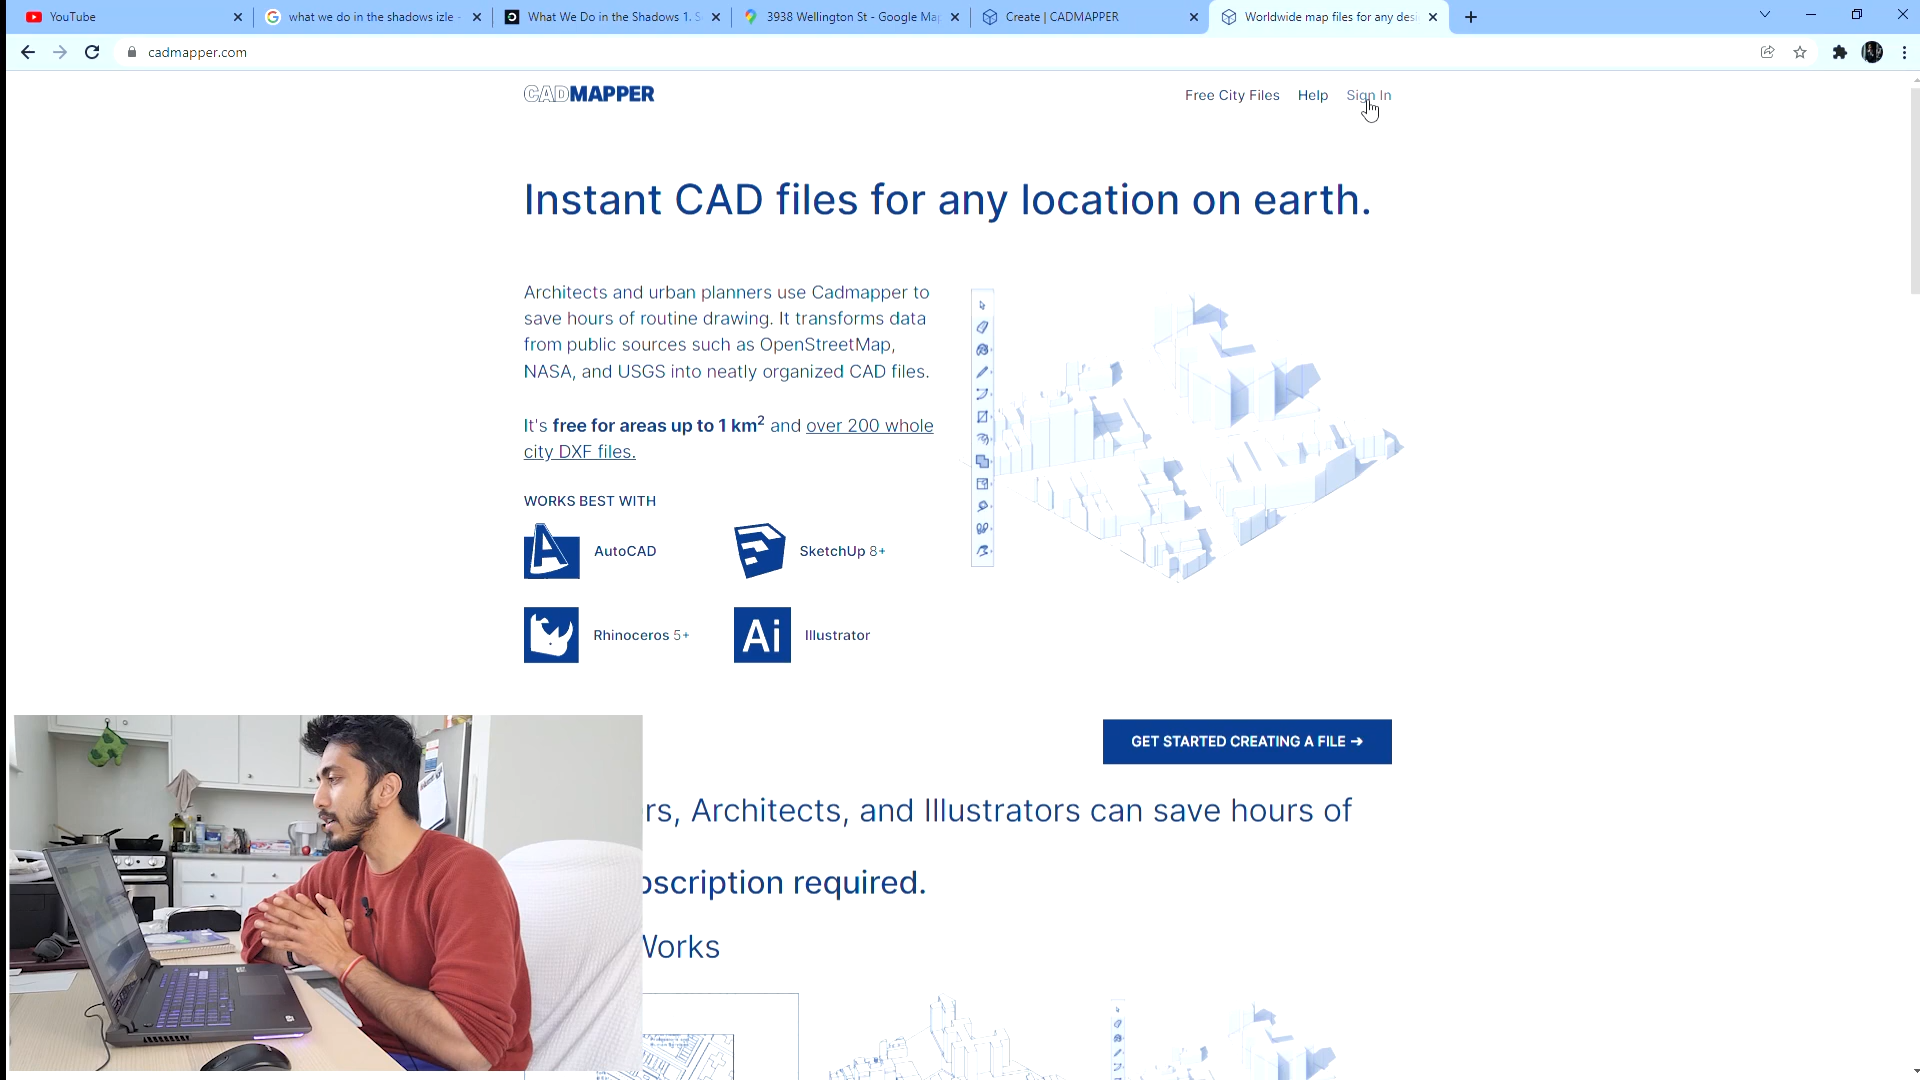 YouTube
what we do in the shadows izle -
What We Do in the Shadows 1. S
3938 Wellington St - Google Map
Create | CADMAPPER
Worldwide map files for any desi
cadmapper.com
CADMAPPER
Free City Files
Help
Sign In
Instant CAD files for any location on earth.
Architects and urban planners use Cadmapper to
save hours of routine drawing. It transforms data
from public sources such as OpenStreetMap,
NASA, and USGS into neatly organized CAD files.
It's free for areas up to 1 km² and over 200 whole
city DXF files.
WORKS BEST WITH
AutoCAD
SketchUp 8+
Rhinoceros 5+
Ai
Illustrator
GET STARTED CREATING A FILE →
rs, Architects, and Illustrators can save hours of
bscription required.
Works